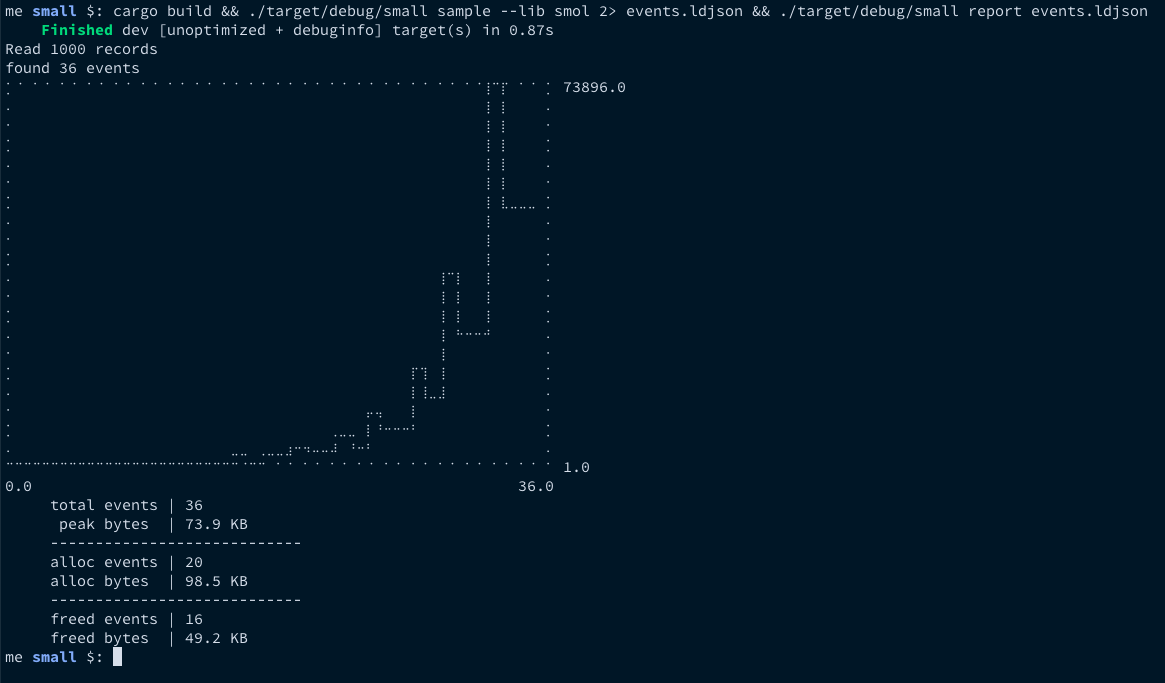 me small $: cargo build && ./target/debug/small sample --lib smol 2> events.ldjson && ./target/debug/small report events.ldjson
Finished dev [unoptimized + debuginfo] target(s) in 0.87s
Read 1000 records
found 36 events
73896.0
1.0
0.0 36.0
total events | 36
peak bytes | 73.9 KB
----------------------------
alloc events | 20
alloc bytes | 98.5 KB
----------------------------
freed events | 16
freed bytes | 49.2 KB
me small $: